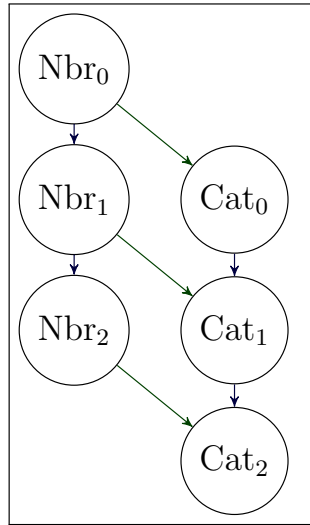 Nbr₀
Nbr₁
Cat₀
Nbr₂
Cat₁
Cat₂